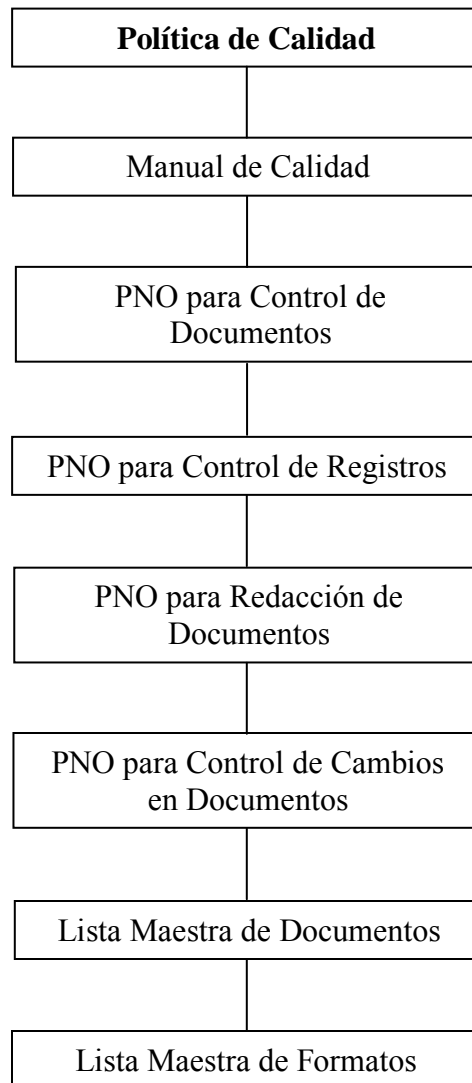 Política de Calidad
Manual de Calidad
PNO para Control de
Documentos
PNO para Control de Registros
PNO para Redacción de
Documentos
PNO para Control de Cambios
en Documentos
Lista Maestra de Documentos
Lista Maestra de Formatos